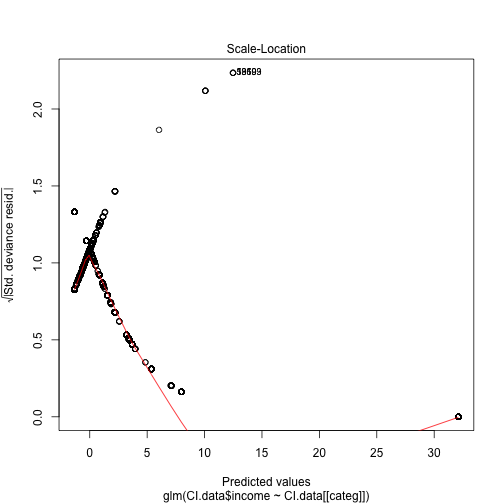 Scale-Location
√|Std. deviance resid.|
2.0
1.5
1.0
0.5
0.0
0 5 10 15 20 25 30
Predicted values
glm(CI.data$income ~ CI.data[[categ]])